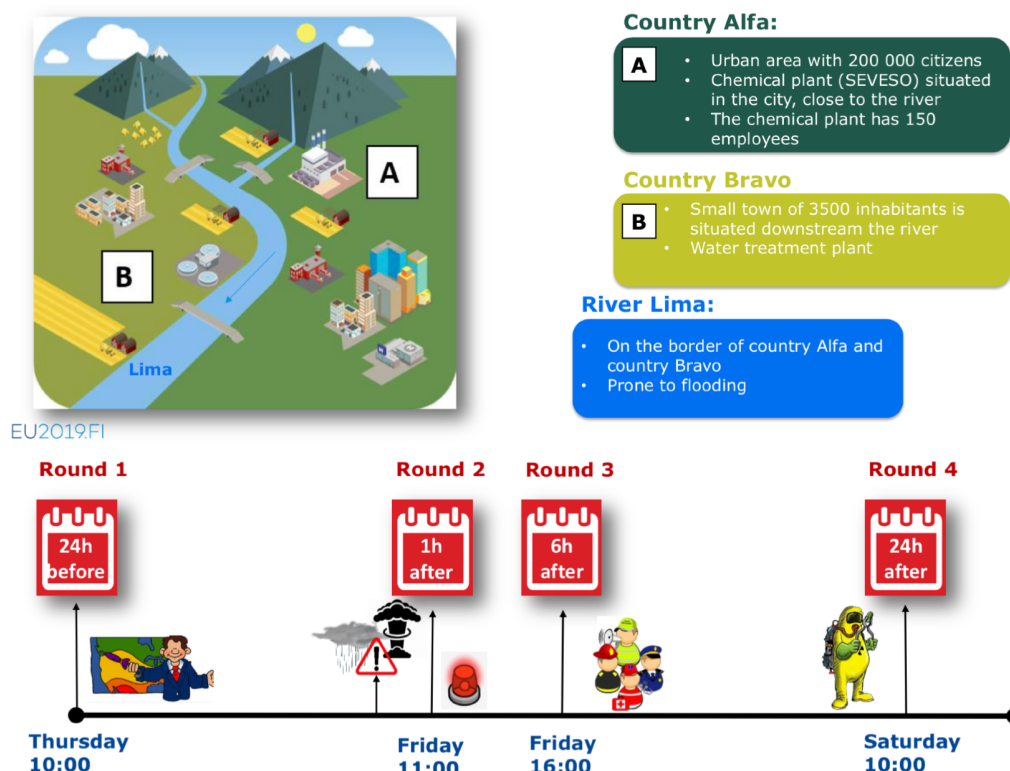 Country Alfa:
A
• Urban area with 200 000 citizens
• Chemical plant (SEVESO) situated
in the city, close to the river
• The chemical plant has 150
employees
A
B
Lima
Country Bravo
B
• Small town of 3500 inhabitants is
situated downstream the river
• Water treatment plant
River Lima:
• On the border of country Alfa and
country Bravo
• Prone to flooding
EU2019.FI
Round 1
Round 2
Round 3
Round 4
24h
before
1h
after
6h
after
24h
after
Thursday
10:00
Friday
11:00
Friday
16:00
Saturday
10:00